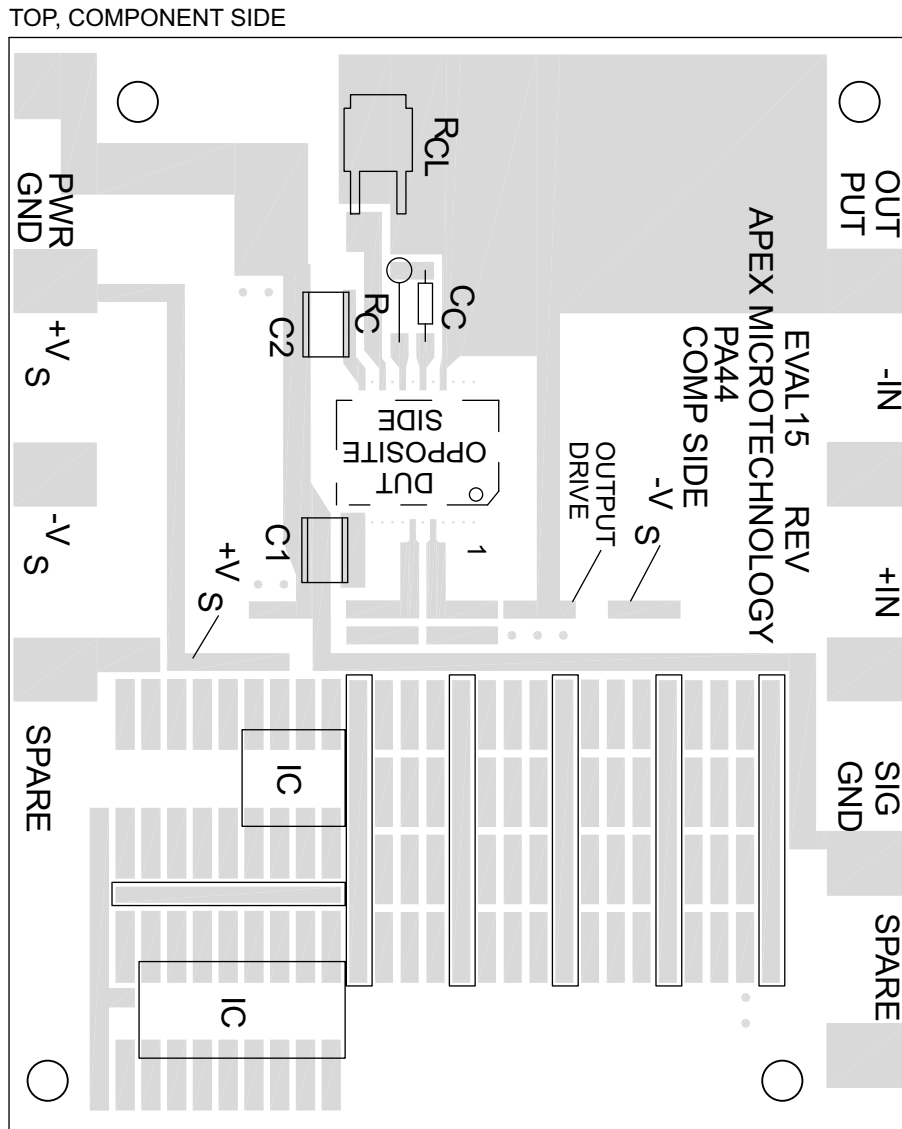 TOP, COMPONENT SIDE
RCL
PWR
GND
OUT
PUT
APEX MICROTECHNOLOGY
EVAL15 REV
PA44
COMP SIDE
C2
RC
CC
+VS
-IN
DUT
OPPOSITE
SIDE
OUTPUT
DRIVE
-VS
-VS
C1
+VS
1
+IN
SPARE
IC
SIG
GND
SPARE
IC